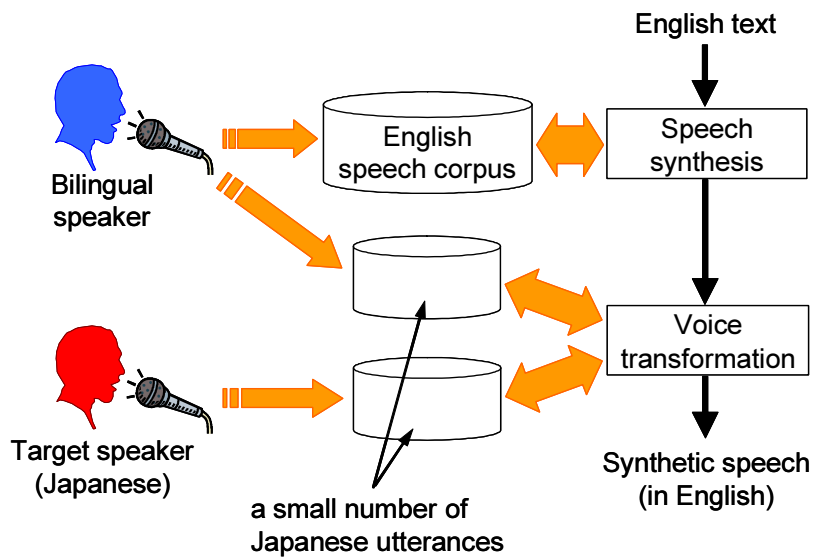 English text
English
speech corpus
Speech
synthesis
Bilingual
speaker
Voice
transformation
Target speaker
(Japanese)
Synthetic speech
(in English)
a small number of
Japanese utterances